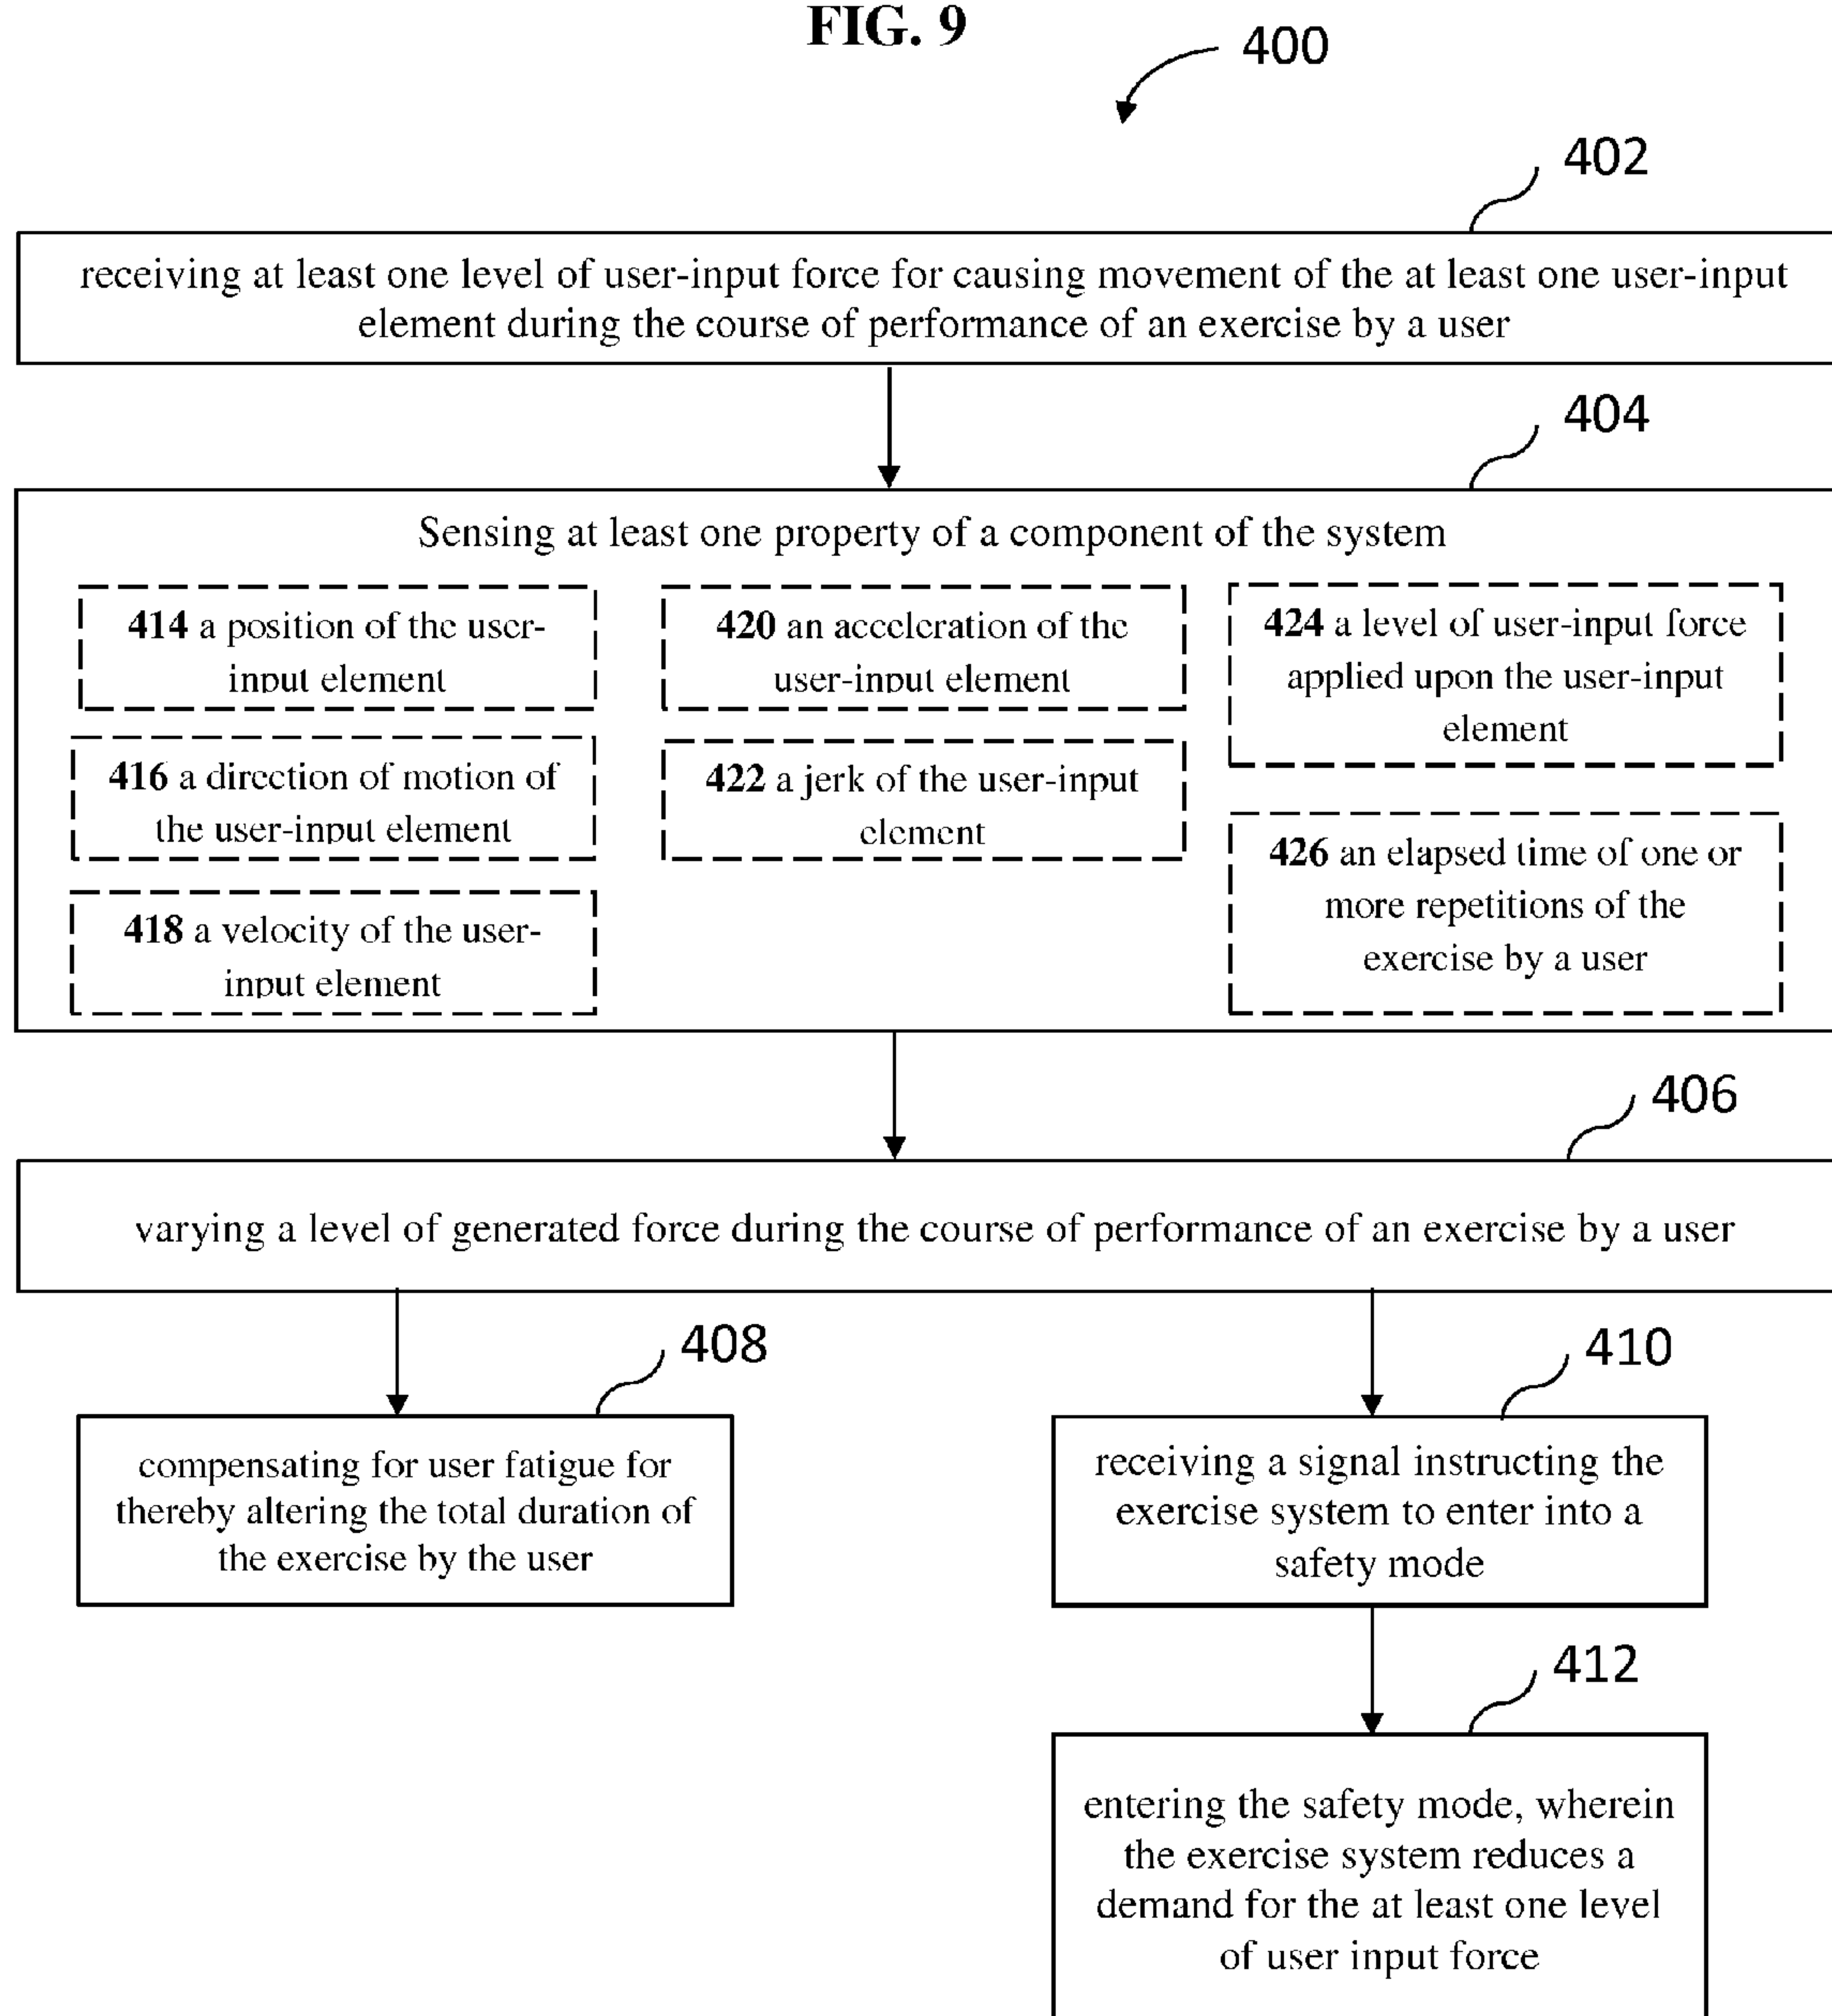 FIG. 9
400
402
receiving at least one level of user-input force for causing movement of the at least one user-input
element during the course of performance of an exercise by a user
404
Sensing at least one property of a component of the system
414 a position of the user-
input element
416 a direction of motion of
the user-input element
418 a velocity of the user-
input element
420 an acceleration of the
user-input element
422 a jerk of the user-input
element
424 a level of user-input force
applied upon the user-input
element
426 an elapsed time of one or
more repetitions of the
exercise by a user
406
varying a level of generated force during the course of performance of an exercise by a user
408
compensating for user fatigue for
thereby altering the total duration of
the exercise by the user
410
receiving a signal instructing the
exercise system to enter into a
safety mode
412
entering the safety mode, wherein
the exercise system reduces a
demand for the at least one level
of user input force